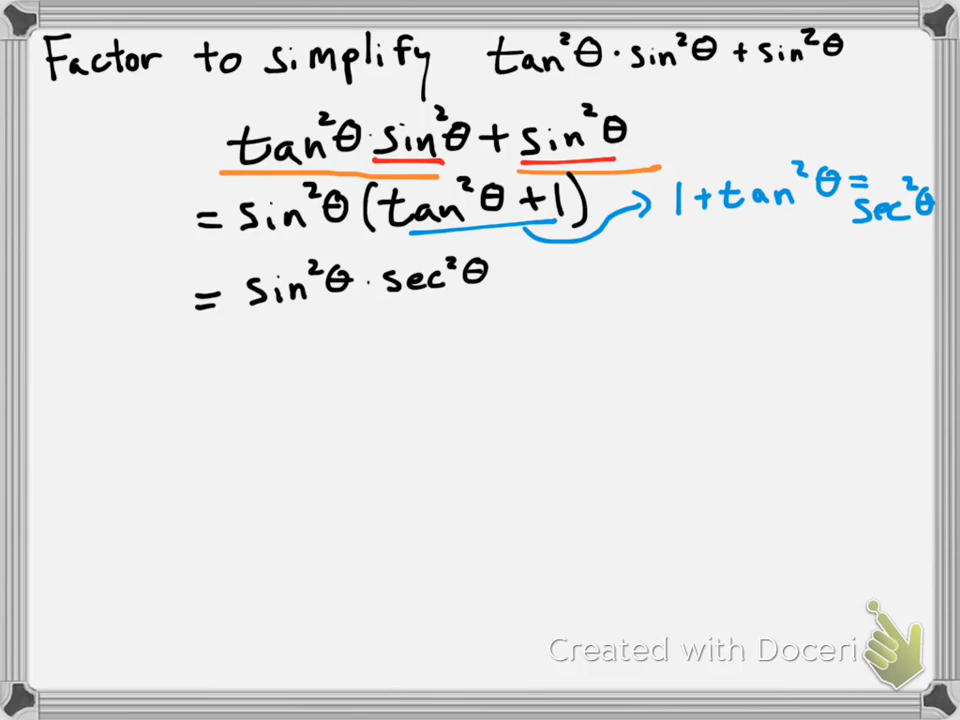 Factor to simplify tan²θ · sin²θ + sin²θ
tan²θ · sin²θ + sin²θ
= sin²θ (tan²θ + 1) 1 + tan²θ =
sec²θ
= sin²θ · sec²θ
Created with Doceri